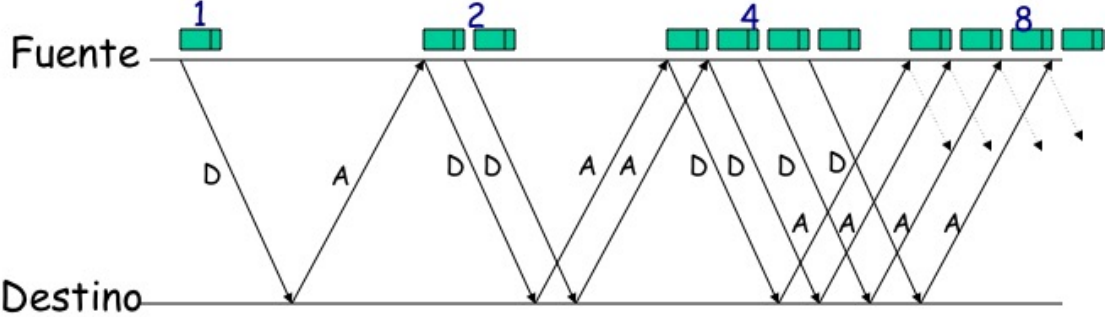 1 2 4 8
Fuente
D A D D A A D D D D
A A A A
Destino